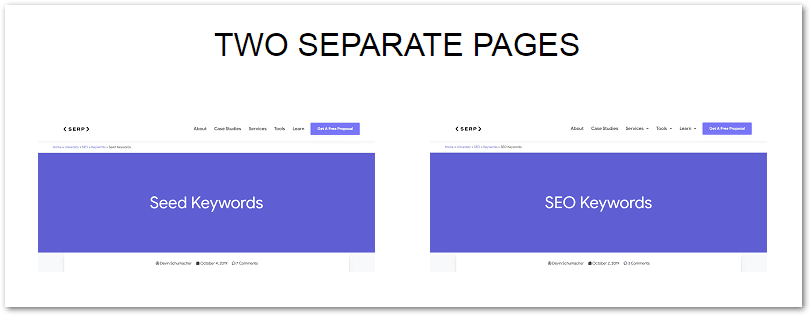 TWO SEPARATE PAGES
< SERP >
About Case Studies Services Tools Learn Get A Free Proposal
Home » University » SEO » Keywords » Seed Keywords
Seed Keywords
Devin Schumacher October 4, 2019 7 Comments
< SERP >
About Case Studies Services Tools Learn Get A Free Proposal
Home » University » SEO » Keywords » SEO Keywords
SEO Keywords
Devin Schumacher October 2, 2019 3 Comments